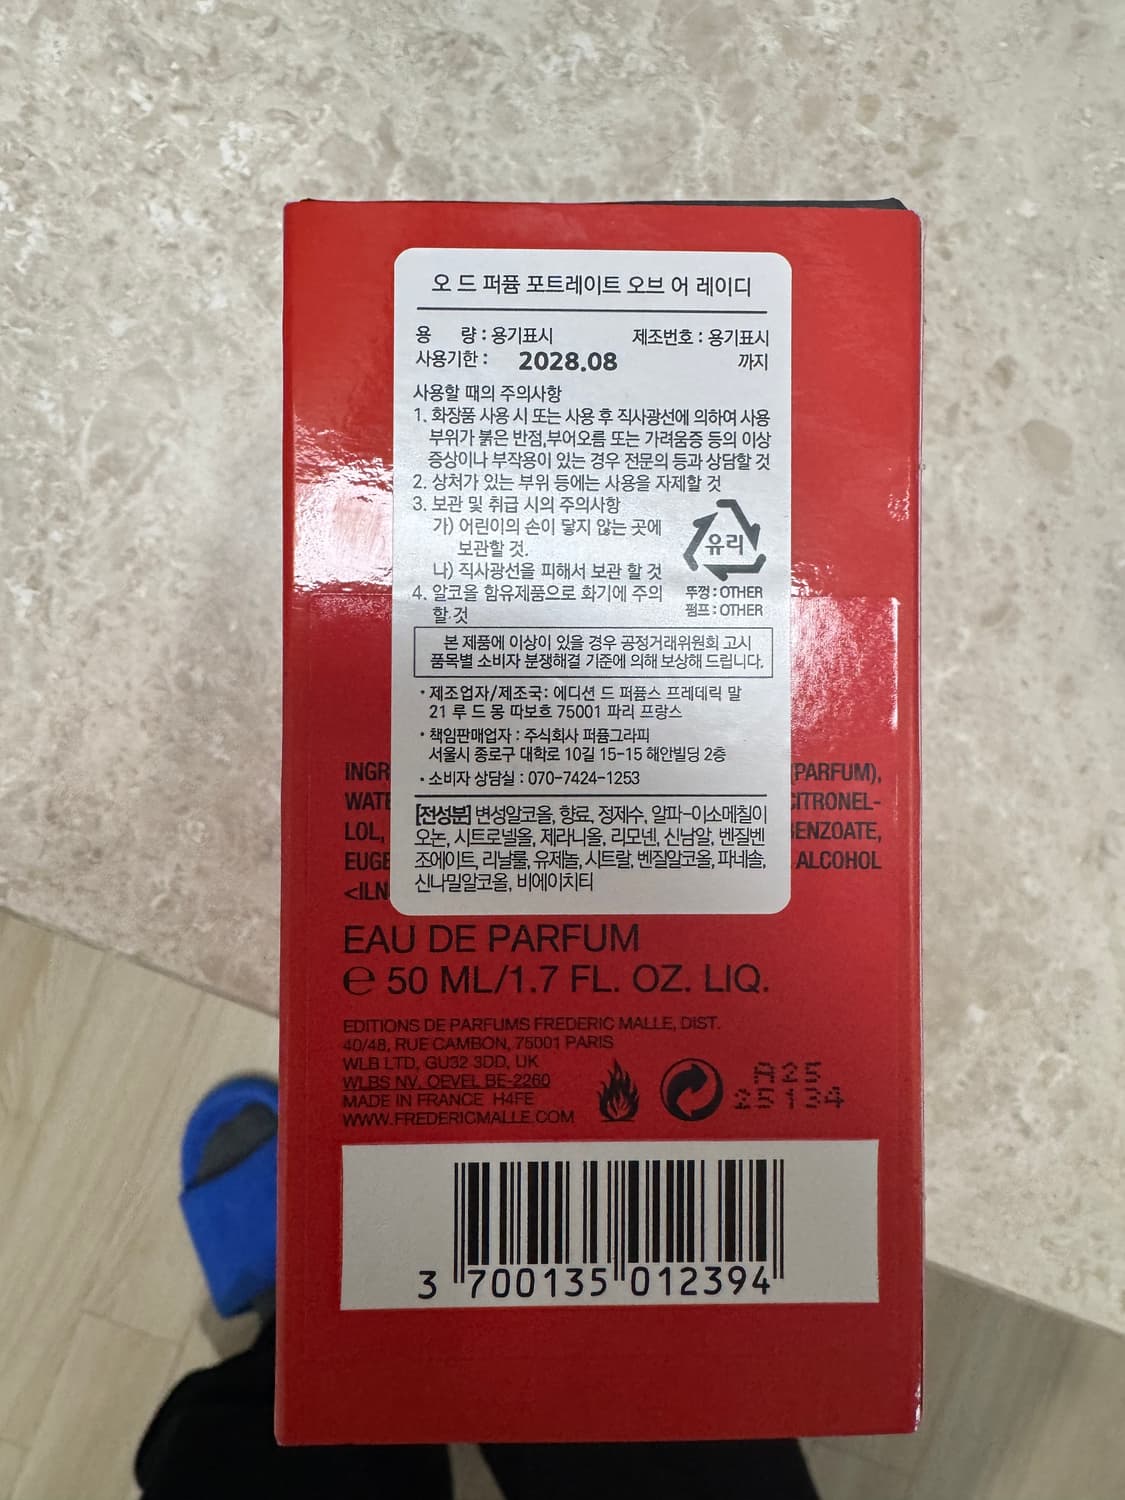 오 드 퍼퓸 포트레이트 오브 어 레이디
용 량 : 용기표시 제조번호 : 용기표시
사용기한 : 2028.08 까지
사용할 때의 주의사항
1. 화장품 사용 시 또는 사용 후 직사광선에 의하여 사용
부위가 붉은 반점,부어오름 또는 가려움증 등의 이상
증상이나 부작용이 있는 경우 전문의 등과 상담할 것
2. 상처가 있는 부위 등에는 사용을 자제할 것
3. 보관 및 취급 시의 주의사항
가) 어린이의 손이 닿지 않는 곳에
보관할 것.
나) 직사광선을 피해서 보관 할 것
4. 알코올 함유제품으로 화기에 주의
할 것
유리
뚜껑 : OTHER
펌프 : OTHER
본 제품에 이상이 있을 경우 공정거래위원회 고시
품목별 소비자 분쟁해결 기준에 의해 보상해 드립니다.
• 제조업자/제조국: 에디션 드 퍼퓸스 프레데릭 말
21 루 드 몽 따보흐 75001 파리 프랑스
• 책임판매업자 : 주식회사 퍼퓸그라피
서울시 종로구 대학로 10길 15-15 해안빌딩 2층
• 소비자 상담실 : 070-7424-1253
[전성분] 변성알코올, 향료, 정제수, 알파-이소메칠이
오논, 시트로넬올, 제라니올, 리모넨, 신남알, 벤질벤
조에이트, 리날룰, 유제놀, 시트랄, 벤질알코올, 파네솔,
신나밀알코올, 비에이치티
INGR (PARFUM),
WATE CITRONEL-
LOL, BENZOATE,
EUGE ALCOHOL
<ILN
EAU DE PARFUM
℮ 50 ML/1.7 FL. OZ. LIQ.
EDITIONS DE PARFUMS FREDERIC MALLE, DIST.
40/48, RUE CAMBON, 75001 PARIS
WLB LTD, GU32 3DD, UK
WLBS NV, OEVEL BE-2260
MADE IN FRANCE H4FE
WWW.FREDERICMALLE.COM
A25
3 700135 012394